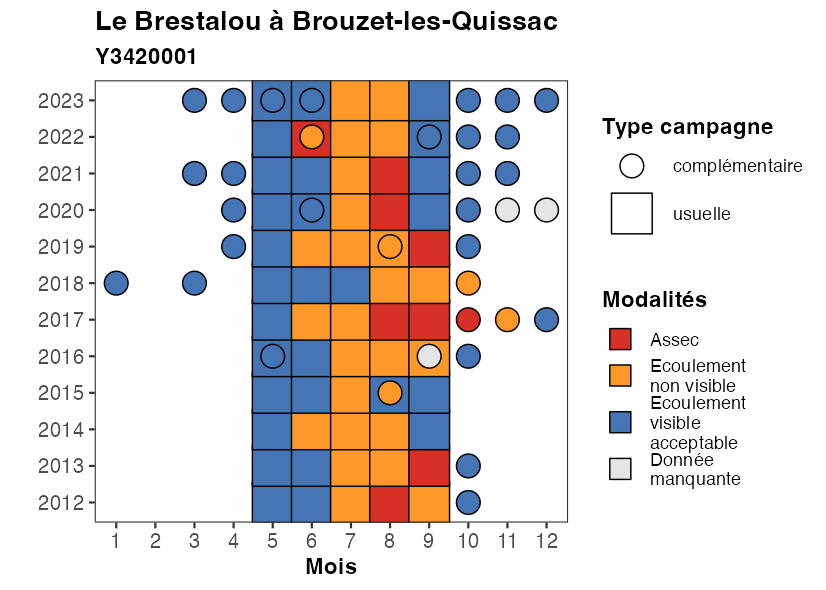 Le Brestalou à Brouzet-les-Quissac
Y3420001
2023
2022
2021
2020
2019
2018
2017
2016
2015
2014
2013
2012
1 2 3 4 5 6 7 8 9 10 11 12
Mois
Type campagne
complémentaire
usuelle
Modalités
Assec
Ecoulement
non visible
Ecoulement
visible
acceptable
Donnée
manquante